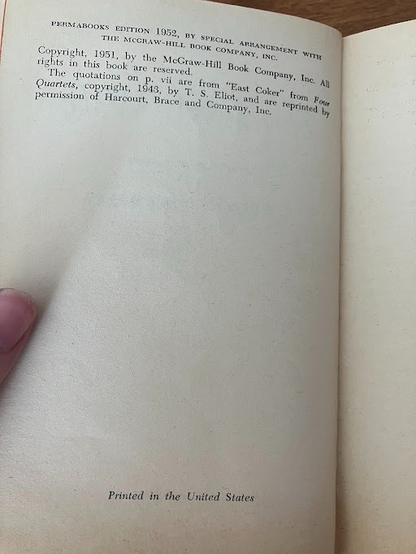 PERMABOOKS EDITION 1952, BY SPECIAL ARRANGEMENT WITH
THE MCGRAW-HILL BOOK COMPANY, INC.
Copyright, 1951, by the McGraw-Hill Book Company, Inc. All
rights in this book are reserved.
The quotations on p. vii are from "East Coker" from Four
Quartets, copyright, 1943, by T. S. Eliot, and are reprinted by
permission of Harcourt, Brace and Company, Inc.
Printed in the United States